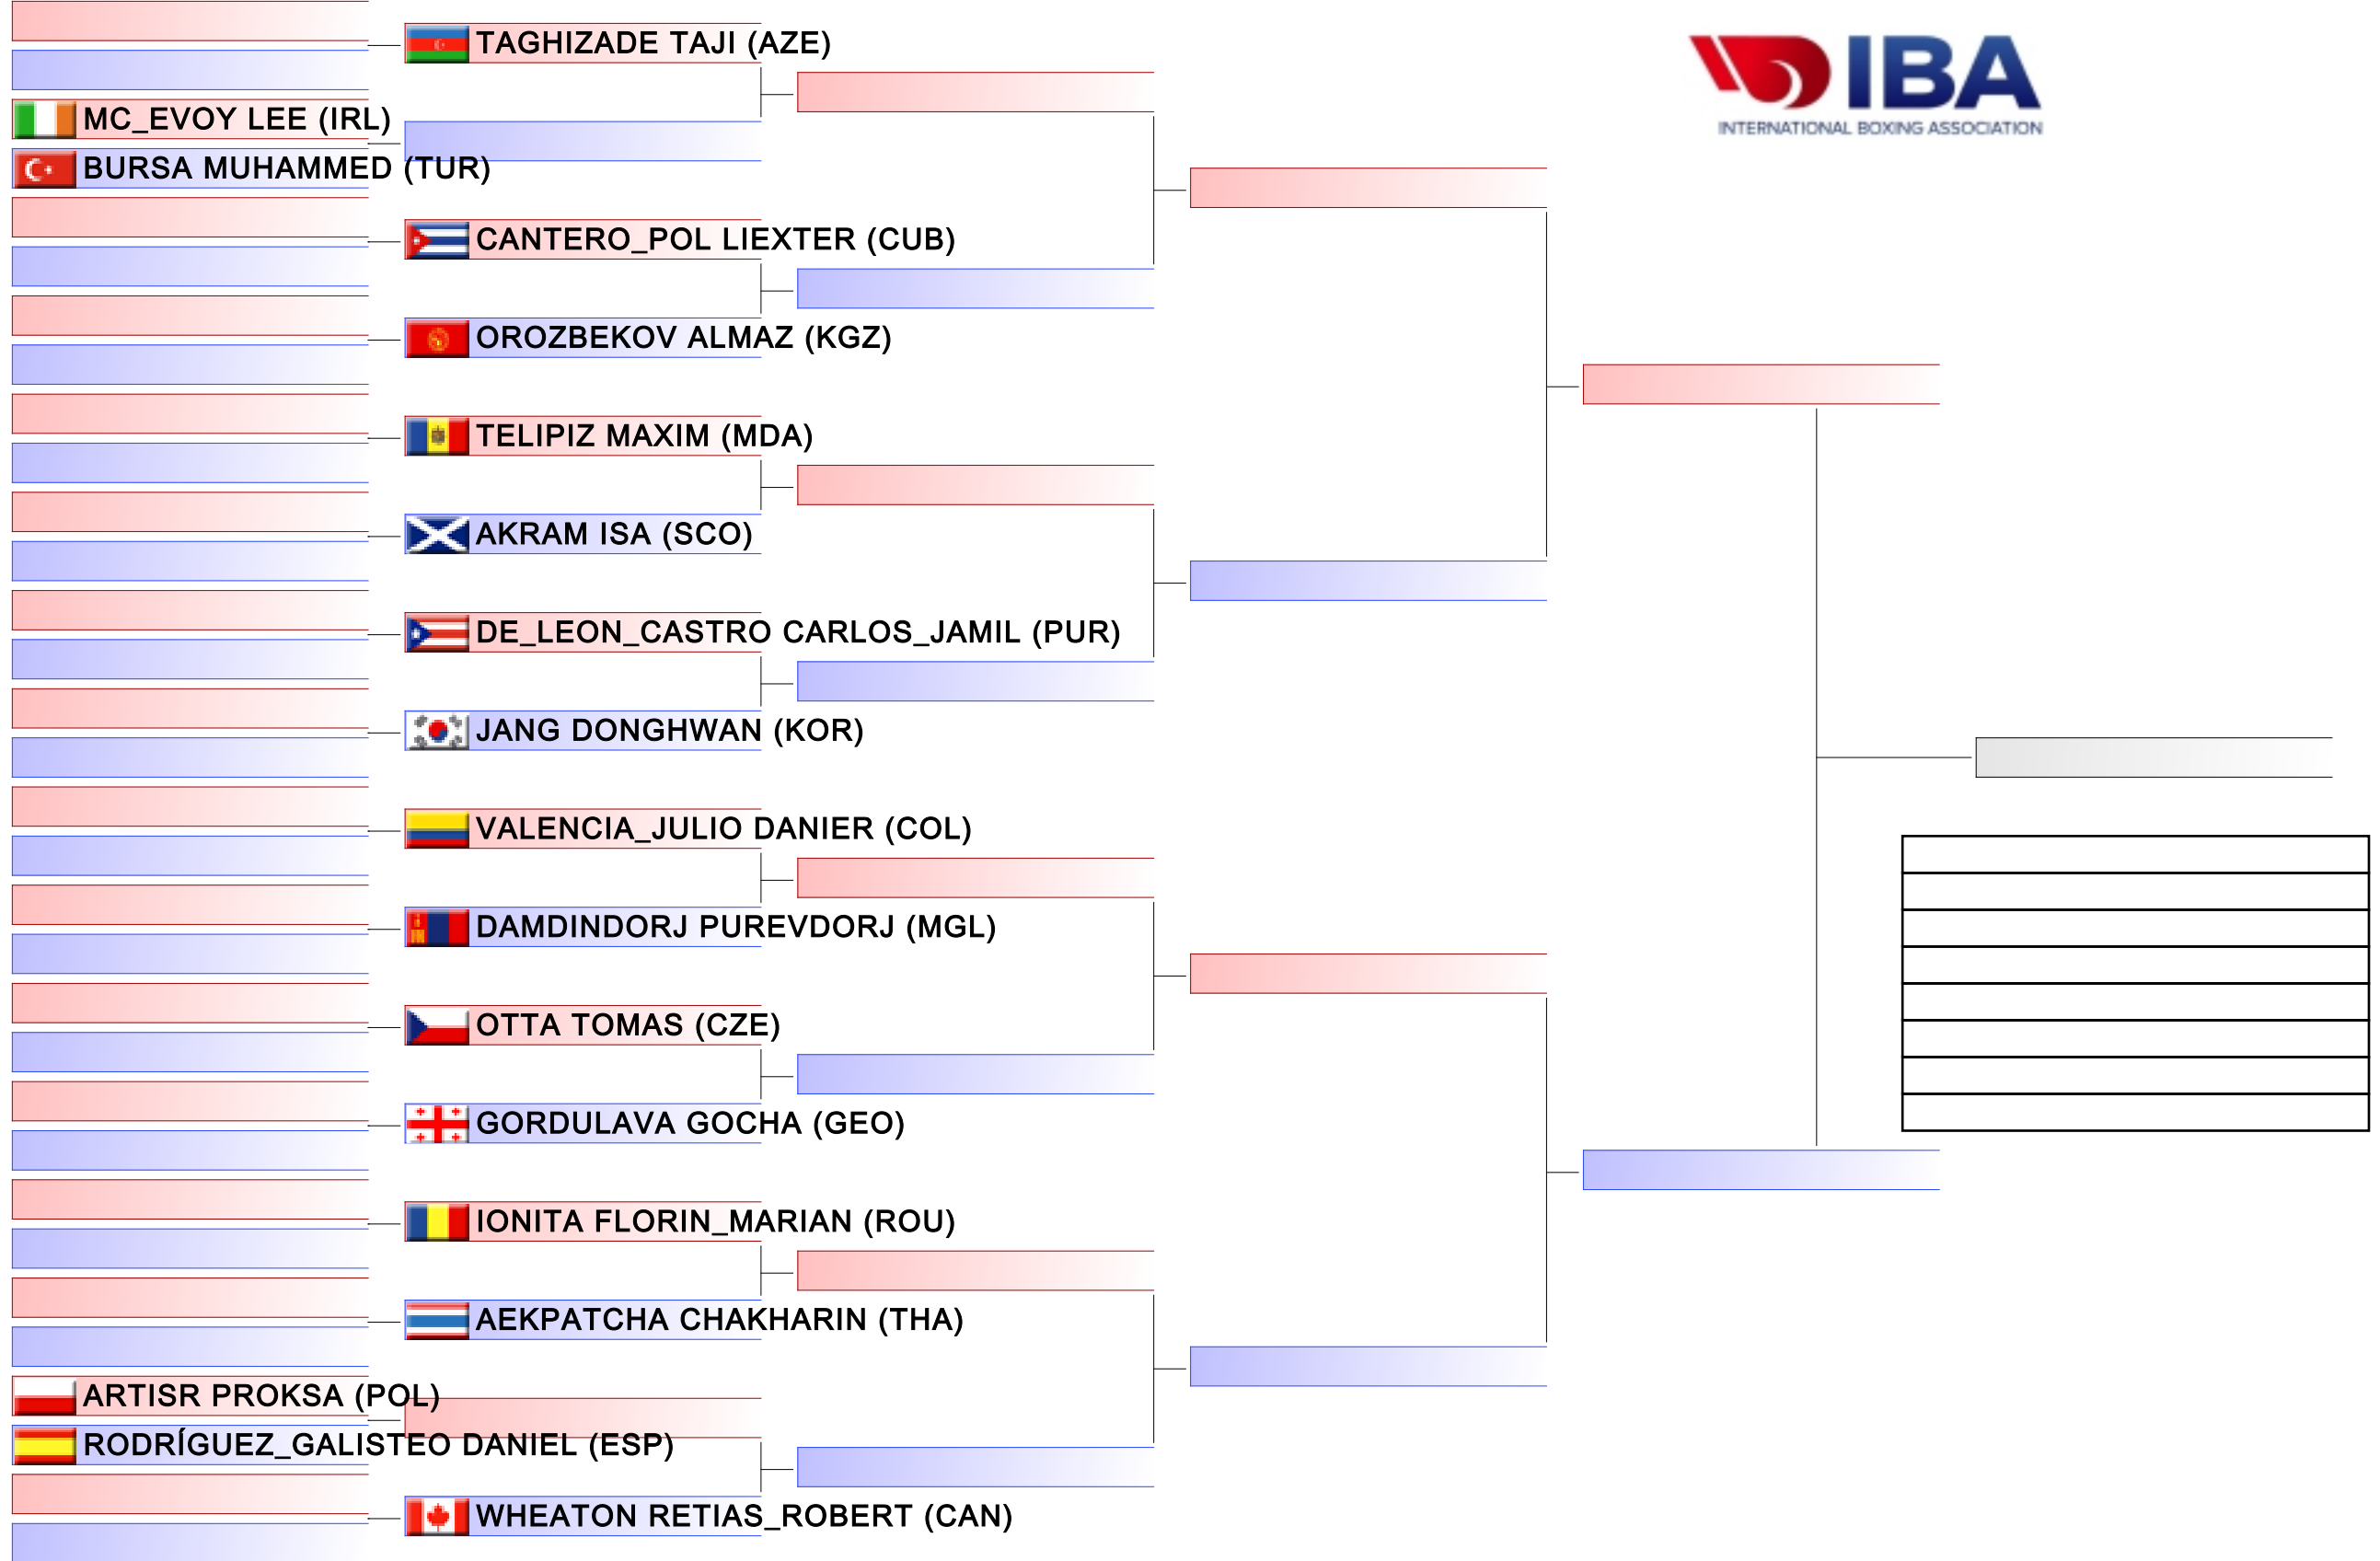 TAGHIZADE TAJI (AZE)
IBA
INTERNATIONAL BOXING ASSOCIATION
MC_EVOY LEE (IRL)
BURSA MUHAMMED (TUR)
CANTERO_POL LIEXTER (CUB)
OROZBEKOV ALMAZ (KGZ)
TELIPIZ MAXIM (MDA)
AKRAM ISA (SCO)
DE_LEON_CASTRO CARLOS_JAMIL (PUR)
JANG DONGHWAN (KOR)
VALENCIA_JULIO DANIER (COL)
DAMDINDORJ PUREVDORJ (MGL)
OTTA TOMAS (CZE)
GORDULAVA GOCHA (GEO)
IONITA FLORIN_MARIAN (ROU)
AEKPATCHA CHAKHARIN (THA)
ARTISR PROKSA (POL)
RODRÍGUEZ_GALISTEO DANIEL (ESP)
WHEATON RETIAS_ROBERT (CAN)